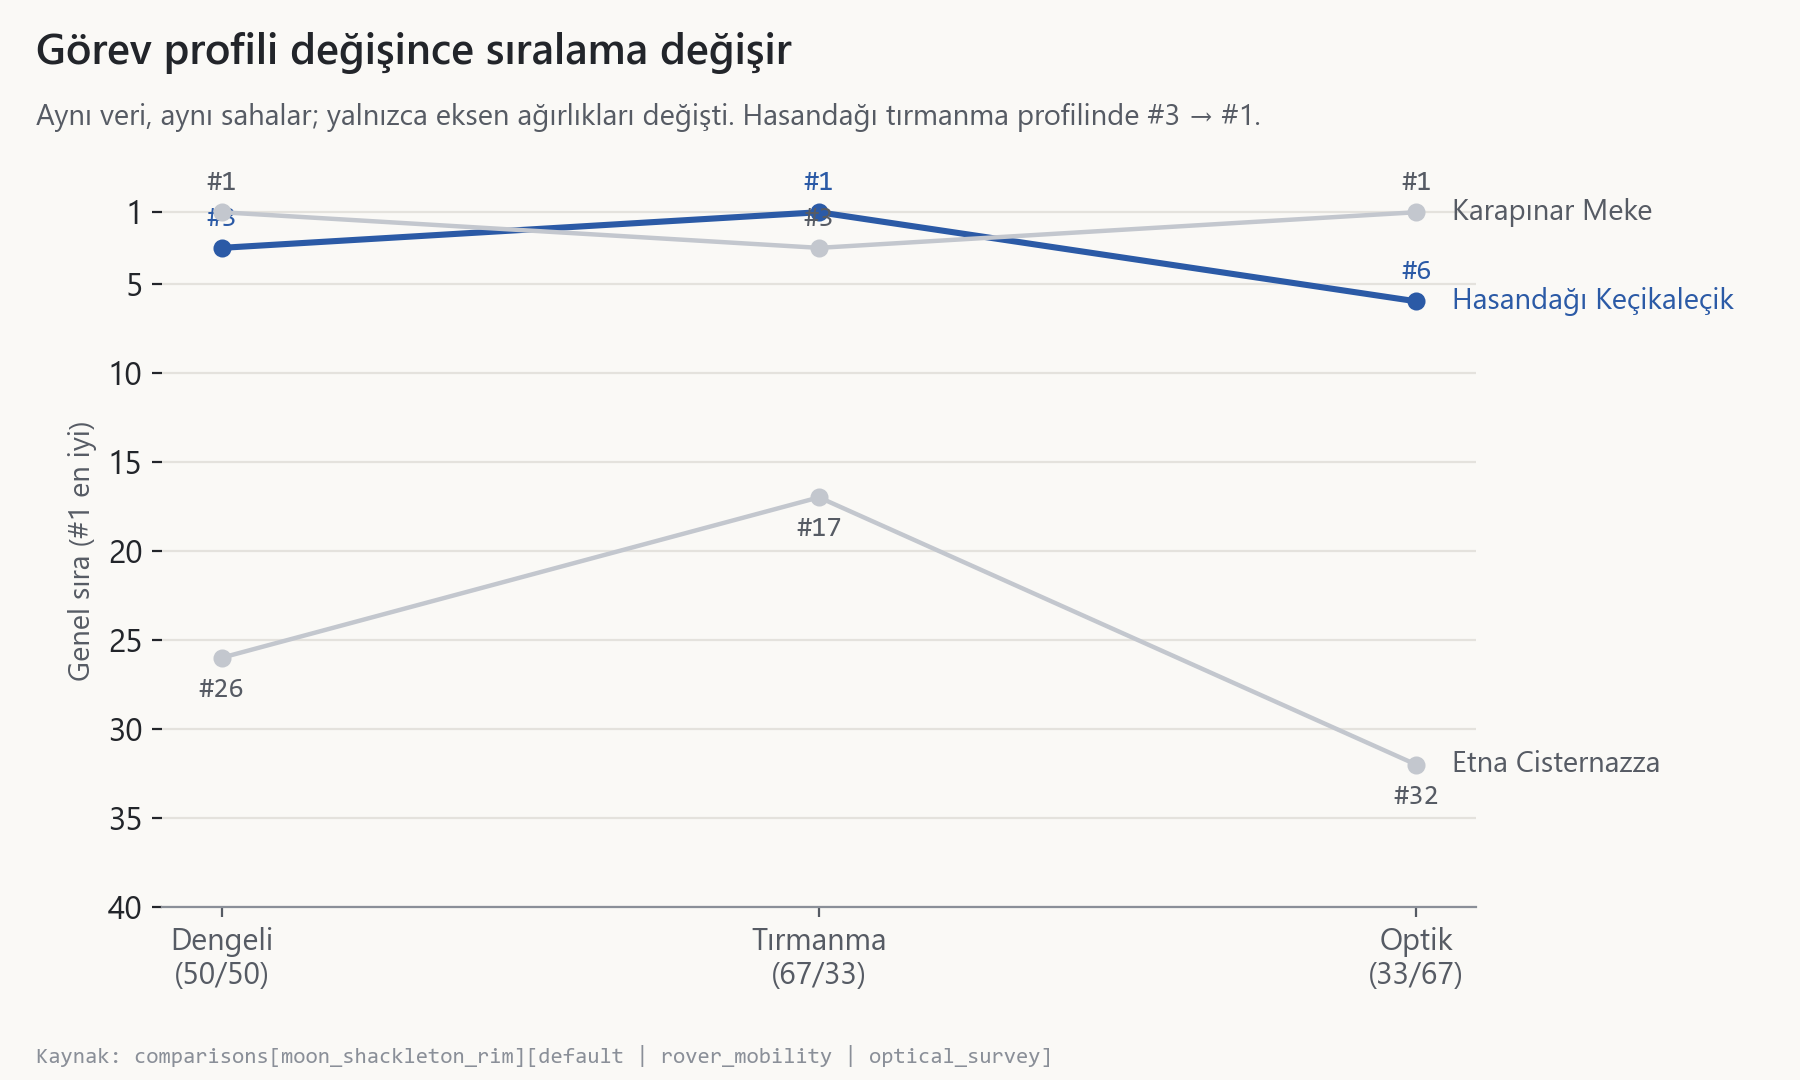 Görev profili değişince sıralama değişir
Aynı veri, aynı sahalar; yalnızca eksen ağırlıkları değişti. Hasandağı tırmanma profilinde #3 → #1.
#1
#1
#1
1
#3
#3
Karapınar Meke
5
#6
Hasandağı Keçikaleçik
10
15
Genel sıra (#1 en iyi)
#17
20
25
#26
30
Etna Cisternazza
#32
35
40
Dengeli
(50/50)
Tırmanma
(67/33)
Optik
(33/67)
Kaynak: comparisons[moon_shackleton_rim][default | rover_mobility | optical_survey]